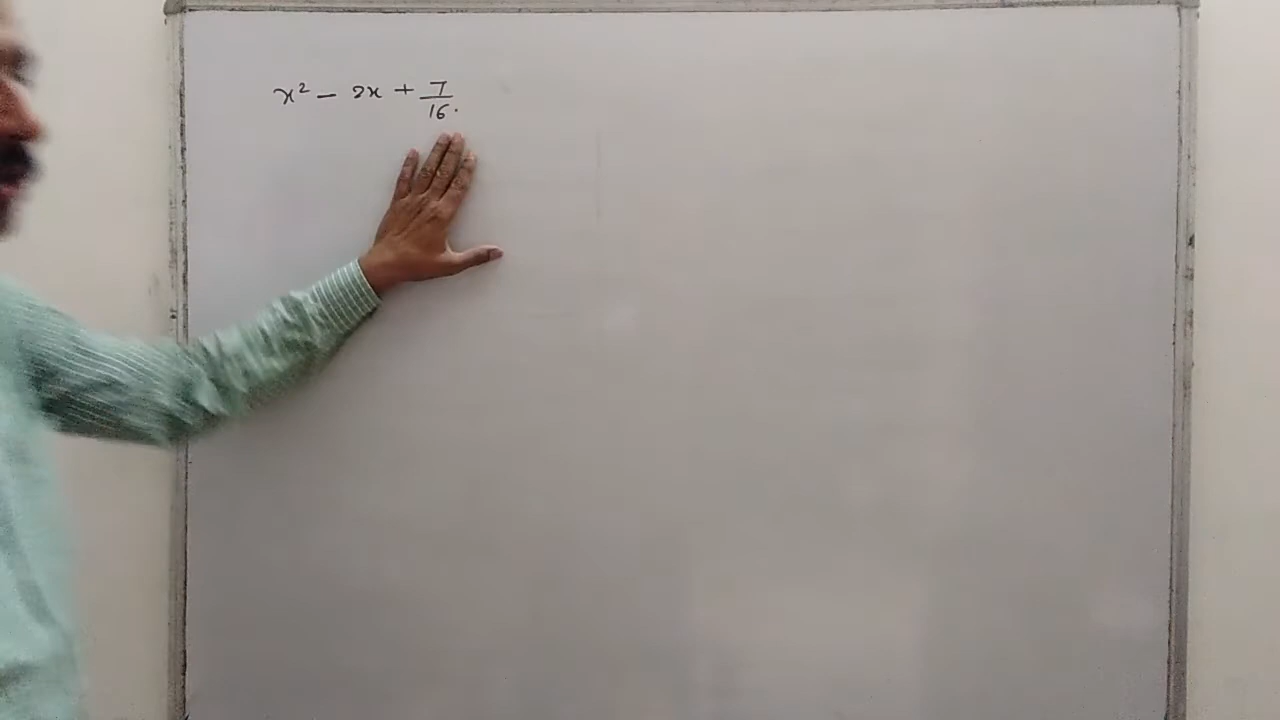 x² − 2x + 7/16.